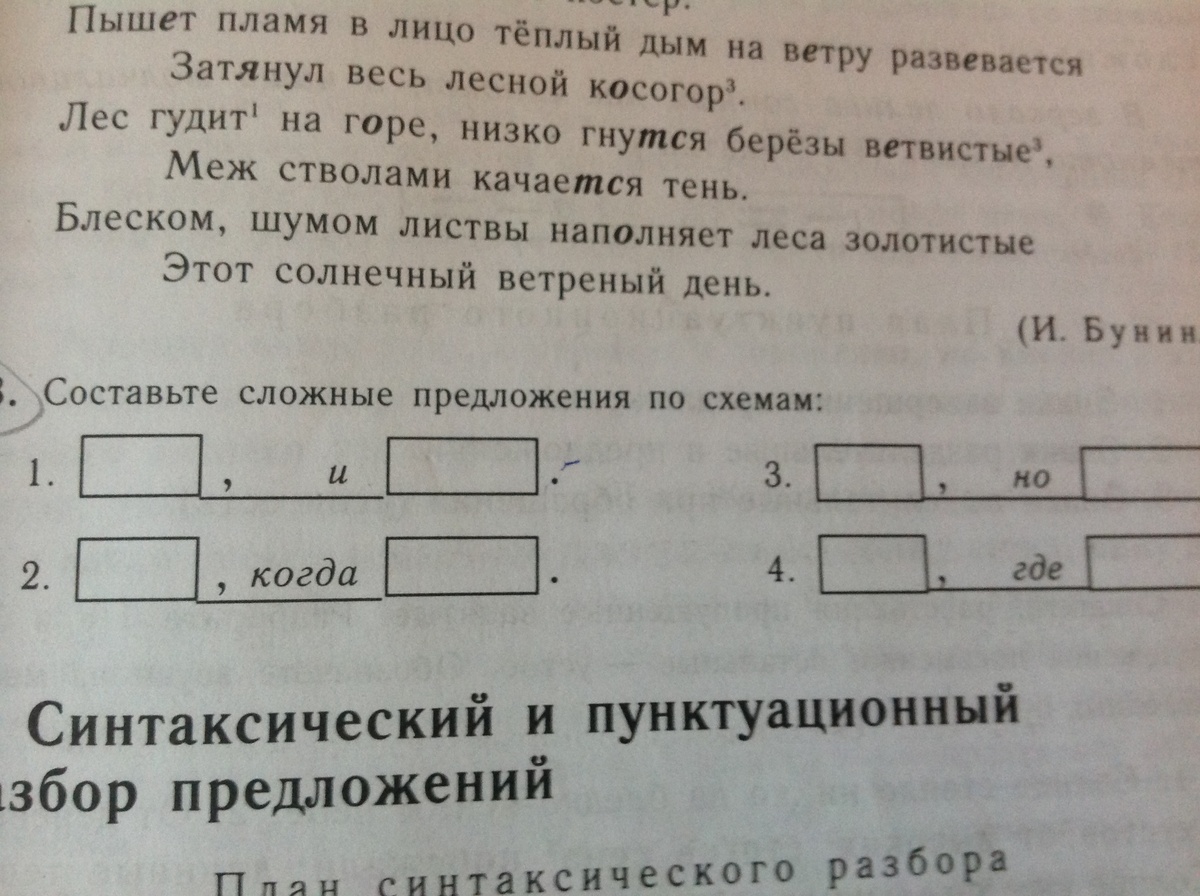 Пышет пламя в лицо тёплый дым на ветру развевается
Затянул весь лесной косогор³.
Лес гудит¹ на горе, низко гнутся берёзы ветвистые³,
Меж стволами качается тень.
Блеском, шумом листвы наполняет леса золотистые
Этот солнечный ветреный день.
(И. Бунин.
3. Составьте сложные предложения по схемам:
1. , и .
3. , но
2. , когда .
4. , где
Синтаксический и пунктуационный
азбор предложений
План синтаксического разбора